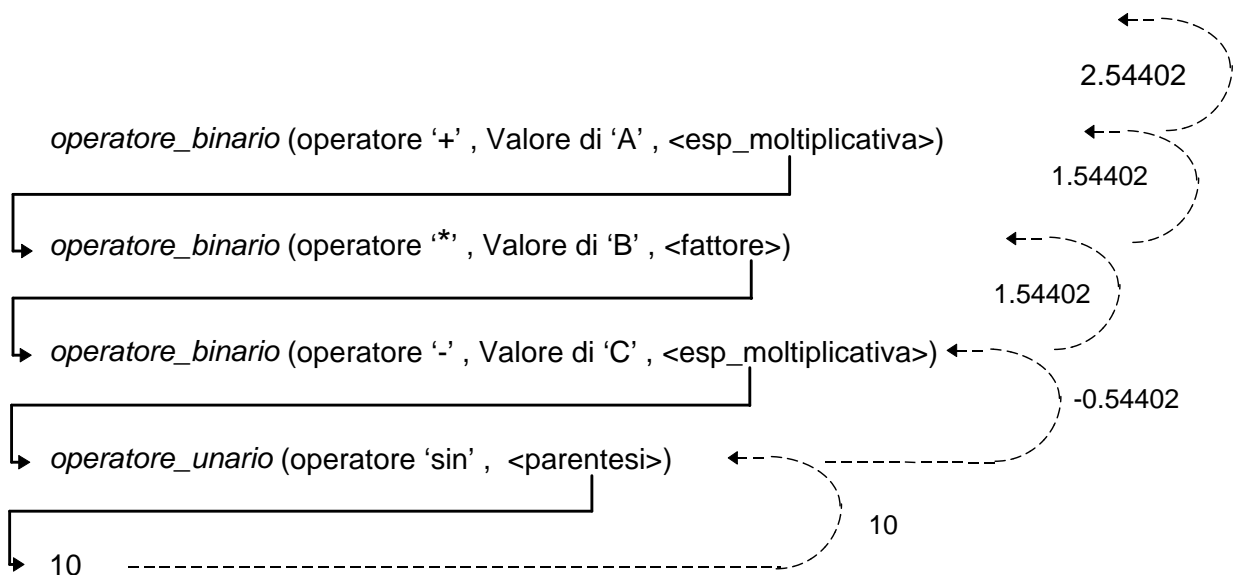 2.54402
operatore_binario (operatore ‘+’ , Valore di ‘A’ , <esp_moltiplicativa>)
1.54402
operatore_binario (operatore ‘*’ , Valore di ‘B’ , <fattore>)
1.54402
operatore_binario (operatore ‘-’ , Valore di ‘C’ , <esp_moltiplicativa>)
-0.54402
operatore_unario (operatore ‘sin’ , <parentesi>)
10
10